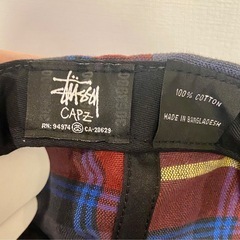 Stüssy
CAPZ
RN: 94974 CA-28629
100% COTTON
MADE IN BANGLADESH